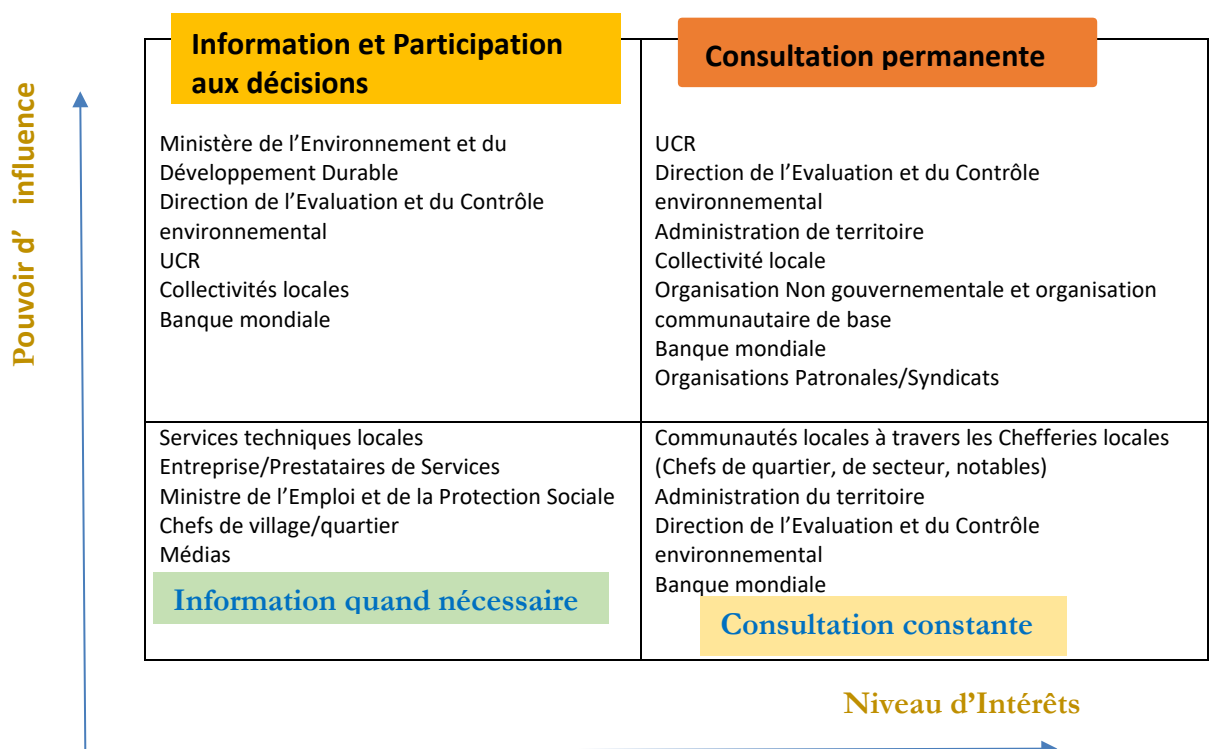 Pouvoir d' influence
Information et Participation
aux décisions
Ministère de l'Environnement et du
Développement Durable
Direction de l'Evaluation et du Contrôle
environnemental
UCR
Collectivités locales
Banque mondiale
Consultation permanente
UCR
Direction de l'Evaluation et du Contrôle
environnemental
Administration de territoire
Collectivité locale
Organisation Non gouvernementale et organisation
communautaire de base
Banque mondiale
Organisations Patronales/Syndicats
Services techniques locales
Entreprise/Prestataires de Services
Ministre de l'Emploi et de la Protection Sociale
Chefs de village/quartier
Médias
Information quand nécessaire
Communautés locales à travers les Chefferies locales
(Chefs de quartier, de secteur, notables)
Administration du territoire
Direction de l'Evaluation et du Contrôle
environnemental
Banque mondiale
Consultation constante
Niveau d'Intérêts